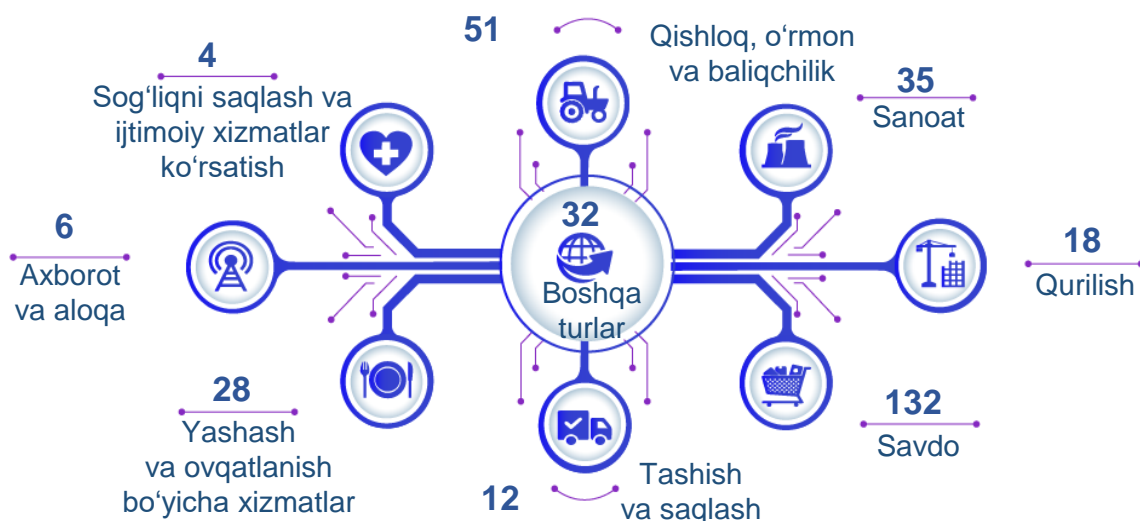 51
Qishloq, o‘rmon
va baliqchilik
4
Sog‘liqni saqlash va
ijtimoiy xizmatlar
ko‘rsatish
35
Sanoat
6
Axborot
va aloqa
32
Boshqa
turlar
18
Qurilish
28
Yashash
va ovqatlanish
bo‘yicha xizmatlar
132
Savdo
12
Tashish
va saqlash